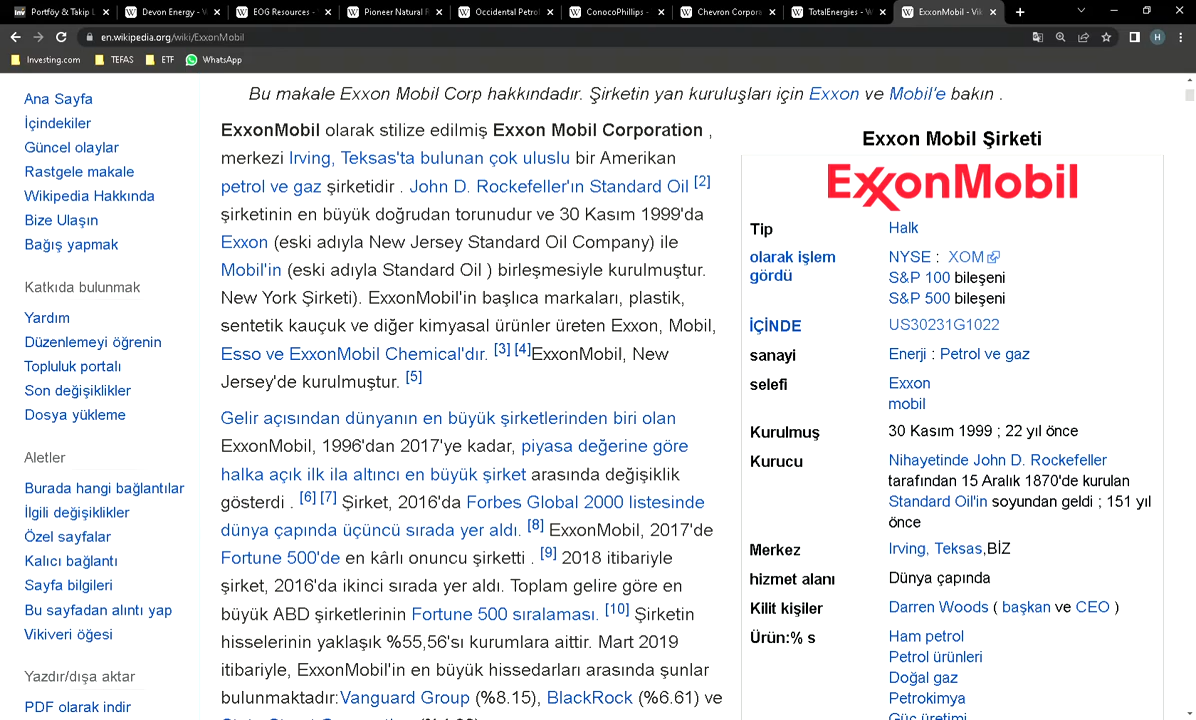 Portföy & Takip L
Devon Energy - W
EOG Resources -
Pioneer Natural R
Occidental Petrol
ConocoPhillips -
Chevron Corpora
TotalEnergies - W
ExxonMobil - Vik
en.wikipedia.org/wiki/ExxonMobil
H
Investing.com
TEFAS
ETF
WhatsApp
Ana Sayfa
İçindekiler
Güncel olaylar
Rastgele makale
Wikipedia Hakkında
Bize Ulaşın
Bağış yapmak
Katkıda bulunmak
Yardım
Düzenlemeyi öğrenin
Topluluk portalı
Son değişiklikler
Dosya yükleme
Aletler
Burada hangi bağlantılar
İlgili değişiklikler
Özel sayfalar
Kalıcı bağlantı
Sayfa bilgileri
Bu sayfadan alıntı yap
Vikiveri öğesi
Yazdır/dışa aktar
PDF olarak indir
Bu makale Exxon Mobil Corp hakkındadır. Şirketin yan kuruluşları için Exxon ve Mobil'e bakın .
ExxonMobil olarak stilize edilmiş Exxon Mobil Corporation ,
merkezi Irving, Teksas'ta bulunan çok uluslu bir Amerikan
petrol ve gaz şirketidir . John D. Rockefeller'ın Standard Oil [2]
şirketinin en büyük doğrudan torunudur ve 30 Kasım 1999'da
Exxon (eski adıyla New Jersey Standard Oil Company) ile
Mobil'in (eski adıyla Standard Oil ) birleşmesiyle kurulmuştur.
New York Şirketi). ExxonMobil'in başlıca markaları, plastik,
sentetik kauçuk ve diğer kimyasal ürünler üreten Exxon, Mobil,
Esso ve ExxonMobil Chemical'dır. [3] [4]ExxonMobil, New
Jersey'de kurulmuştur. [5]
Gelir açısından dünyanın en büyük şirketlerinden biri olan
ExxonMobil, 1996'dan 2017'ye kadar, piyasa değerine göre
halka açık ilk ila altıncı en büyük şirket arasında değişiklik
gösterdi . [6] [7] Şirket, 2016'da Forbes Global 2000 listesinde
dünya çapında üçüncü sırada yer aldı. [8] ExxonMobil, 2017'de
Fortune 500'de en kârlı onuncu şirketti . [9] 2018 itibariyle
şirket, 2016'da ikinci sırada yer aldı. Toplam gelire göre en
büyük ABD şirketlerinin Fortune 500 sıralaması. [10] Şirketin
hisselerinin yaklaşık %55,56'sı kurumlara aittir. Mart 2019
itibariyle, ExxonMobil'in en büyük hissedarları arasında şunlar
bulunmaktadır:Vanguard Group (%8.15), BlackRock (%6.61) ve
Exxon Mobil Şirketi
ExxonMobil
Tip Halk
olarak işlem gördü NYSE : XOM
S&P 100 bileşeni
S&P 500 bileşeni
İÇİNDE US30231G1022
sanayi Enerji : Petrol ve gaz
selefi Exxon
mobil
Kurulmuş 30 Kasım 1999 ; 22 yıl önce
Kurucu Nihayetinde John D. Rockefeller
tarafından 15 Aralık 1870'de kurulan
Standard Oil'in soyundan geldi ; 151 yıl
önce
Merkez Irving, Teksas,BİZ
hizmet alanı Dünya çapında
Kilit kişiler Darren Woods ( başkan ve CEO )
Ürün:% s Ham petrol
Petrol ürünleri
Doğal gaz
Petrokimya
Güç üretimi